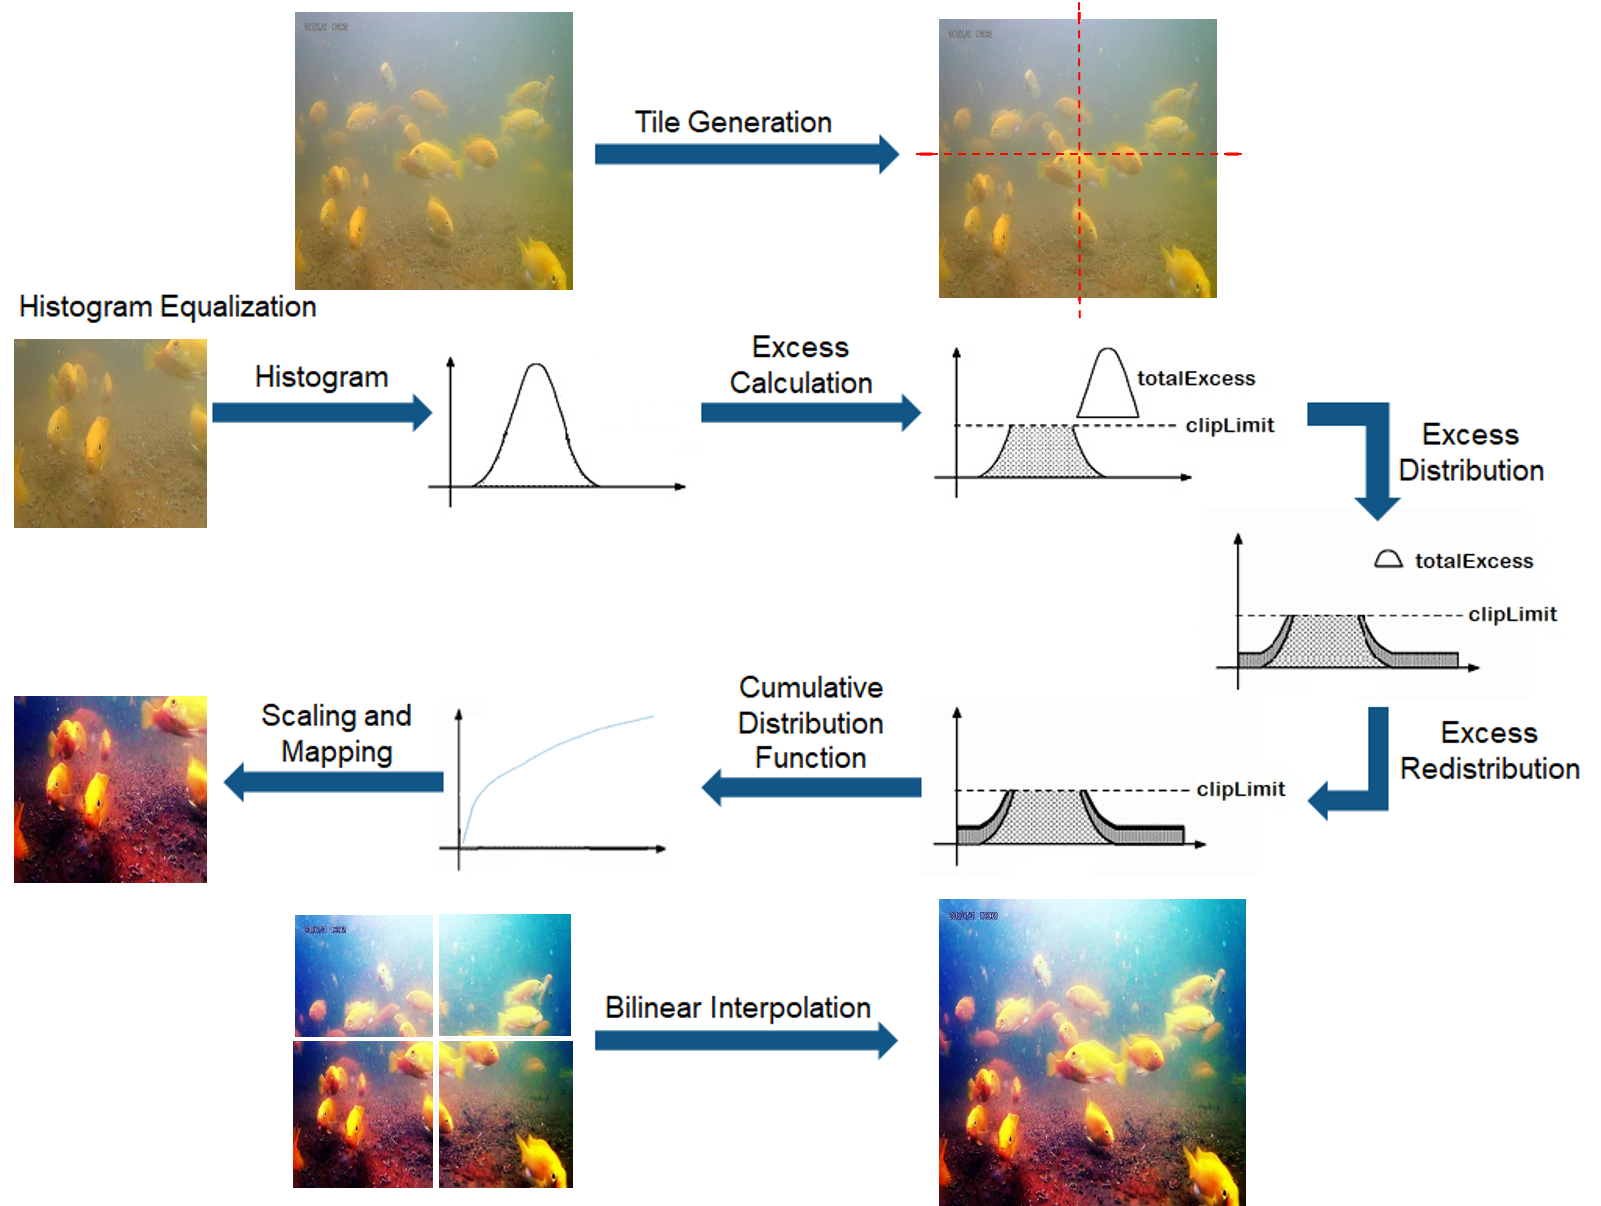 Tile Generation
Histogram Equalization
Histogram
Excess
Calculation
totalExcess
clipLimit
Excess
Distribution
totalExcess
clipLimit
Excess
Redistribution
clipLimit
Cumulative
Distribution
Function
Scaling and
Mapping
Bilinear Interpolation